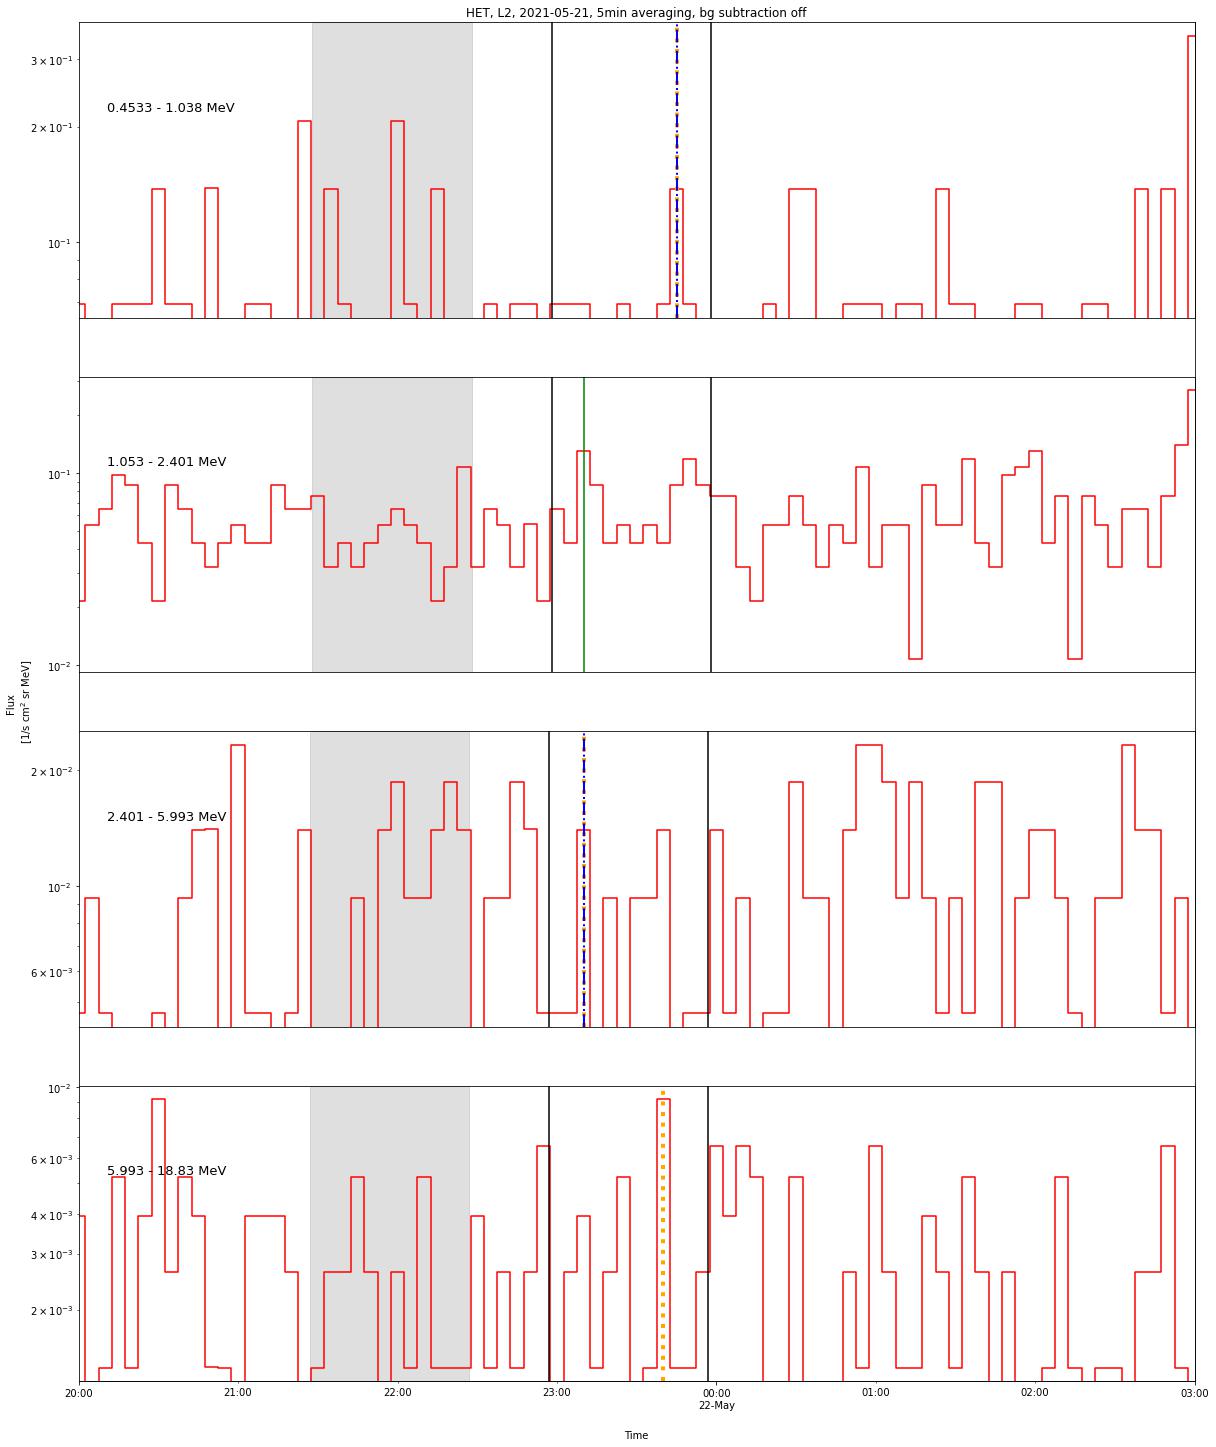 HET, L2, 2021-05-21, 5min averaging, bg subtraction off
3 × 10⁻¹
0.4533 - 1.038 MeV
2 × 10⁻¹
10⁻¹
1.053 - 2.401 MeV
10⁻¹
10⁻²
Flux
[1/s cm² sr MeV]
2 × 10⁻²
2.401 - 5.993 MeV
10⁻²
6 × 10⁻³
10⁻²
6 × 10⁻³
5.993 - 18.83 MeV
4 × 10⁻³
3 × 10⁻³
2 × 10⁻³
20:00 21:00 22:00 23:00 00:00 01:00 02:00 03:00
22-May
Time